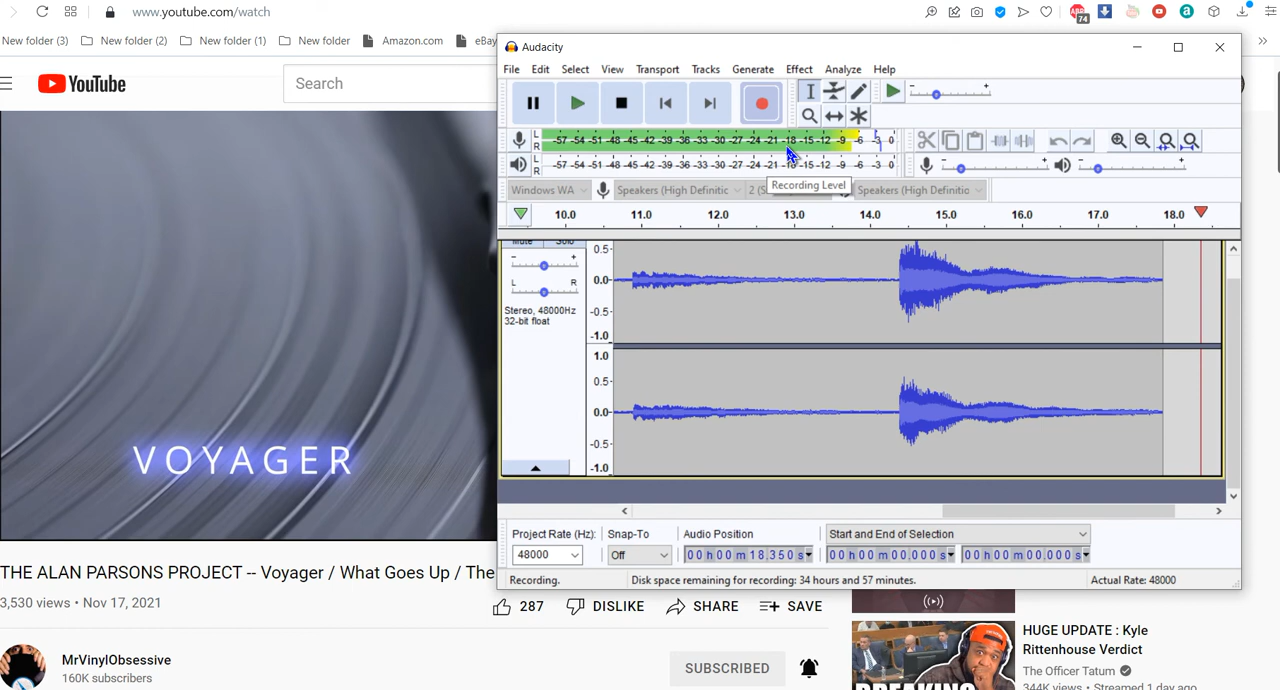 www.youtube.com/watch
74
New folder (3) New folder (2) New folder (1) New folder Amazon.com eBay
YouTube
Search
VOYAGER
THE ALAN PARSONS PROJECT -- Voyager / What Goes Up / The
3,530 views • Nov 17, 2021
287 DISLIKE SHARE SAVE
MrVinylObsessive
160K subscribers
SUBSCRIBED
HUGE UPDATE : Kyle
Rittenhouse Verdict
The Officer Tatum
344K views • Streamed 1 day ago
Audacity
File Edit Select View Transport Tracks Generate Effect Analyze Help
L
R
-57 -54 -51 -48 -45 -42 -39 -36 -33 -30 -27 -24 -21 -18 -15 -12 -9 -6 -3 0
L
R
-57 -54 -51 -48 -45 -42 -39 -36 -33 -30 -27 -24 -21 -18 -15 -12 -9 -6 -3 0
Recording Level
Windows WA Speakers (High Definitic 2 (S Speakers (High Definitio
10.0 11.0 12.0 13.0 14.0 15.0 16.0 17.0 18.0
Mute Solo
L R
Stereo, 48000Hz
32-bit float
0.5
0.0
-0.5
-1.0
1.0
0.5
0.0
-0.5
-1.0
Project Rate (Hz): Snap-To Audio Position Start and End of Selection
48000 Off 00 h 00 m 18.350 s 00 h 00 m 00.000 s 00 h 00 m 00.000 s
Recording. Disk space remaining for recording: 34 hours and 57 minutes. Actual Rate: 48000